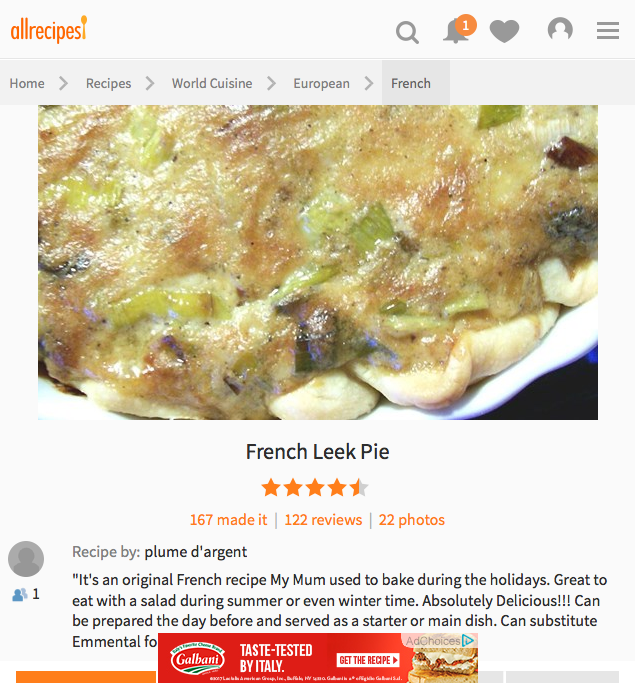 allrecipes
1
Home
Recipes
World Cuisine
European
French
French Leek Pie
167 made it | 122 reviews | 22 photos
Recipe by: plume d'argent
1
"It's an original French recipe My Mum used to bake during the holidays. Great to
eat with a salad during summer or even winter time. Absolutely Delicious!!! Can
be prepared the day before and served as a starter or main dish. Can substitute
Emmental fo
AdChoices
Galbani
TASTE-TESTED
BY ITALY.
GET THE RECIPE